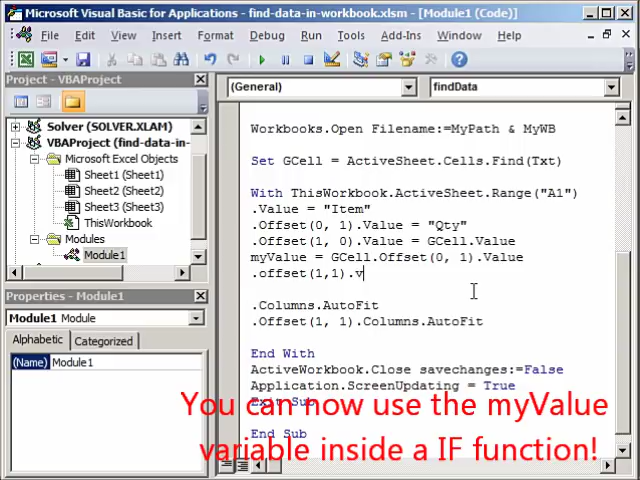 Microsoft Visual Basic for Applications - find-data-in-workbook.xlsm - [Module1 (Code)]
File Edit View Insert Format Debug Run Tools Add-Ins Window Help
Project - VBAProject
(General)
findData
Solver (SOLVER.XLAM)
VBAProject (find-data-in-
Microsoft Excel Objects
Sheet1 (Sheet1)
Sheet2 (Sheet2)
Sheet3 (Sheet3)
ThisWorkbook
Modules
Module1
Properties - Module1
Module1 Module
Alphabetic Categorized
(Name) Module1
Workbooks.Open Filename:=MyPath & MyWB
Set GCell = ActiveSheet.Cells.Find(Txt)
With ThisWorkbook.ActiveSheet.Range("A1")
.Value = "Item"
.Offset(0, 1).Value = "Qty"
.Offset(1, 0).Value = GCell.Value
myValue = GCell.Offset(0, 1).Value
.offset(1,1).v
.Columns.AutoFit
.Offset(1, 1).Columns.AutoFit
End With
ActiveWorkbook.Close savechanges:=False
Application.ScreenUpdating = True
Exit Sub
End Sub
You can now use the myValue
variable inside a IF function!